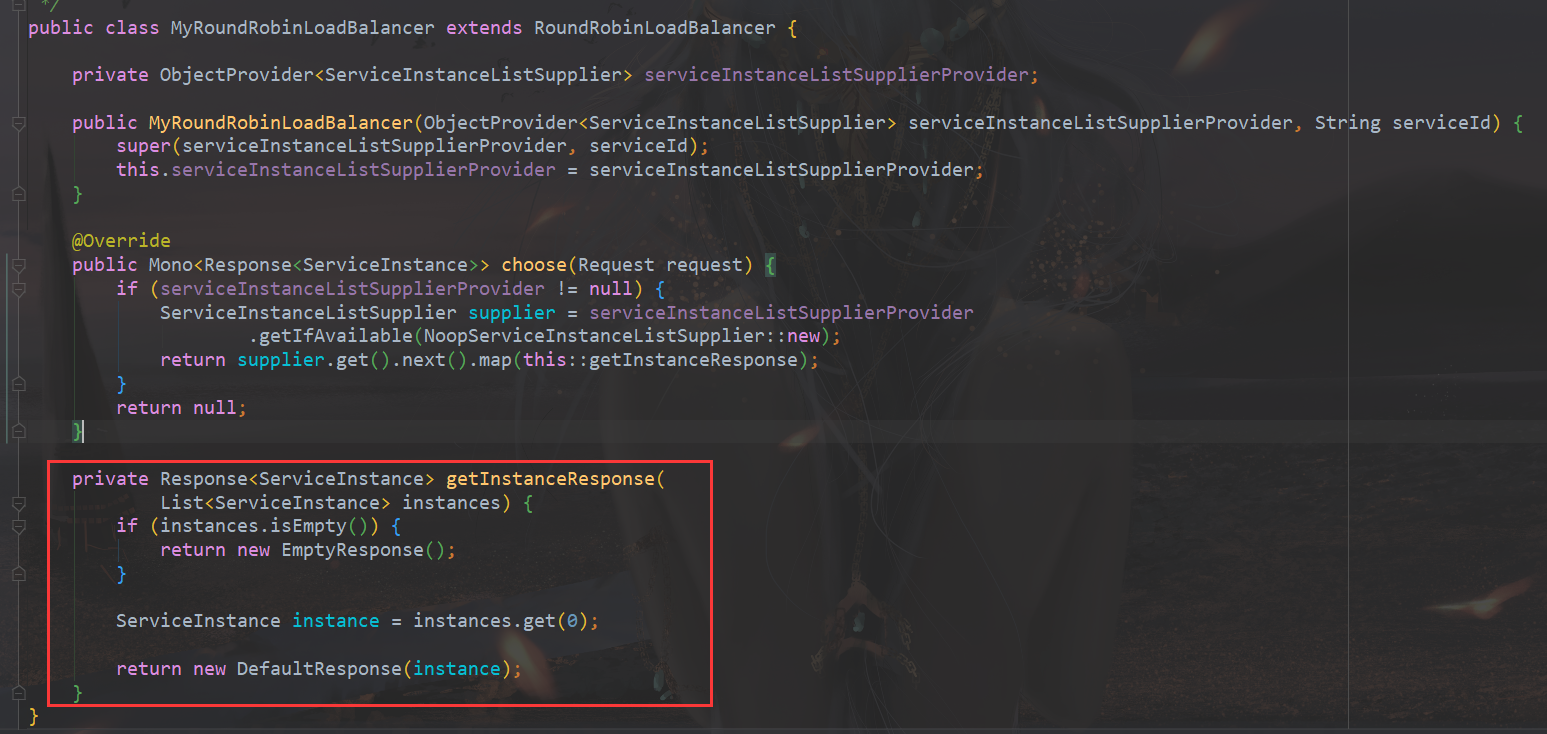 */
public class MyRoundRobinLoadBalancer extends RoundRobinLoadBalancer {
private ObjectProvider<ServiceInstanceListSupplier> serviceInstanceListSupplierProvider;
public MyRoundRobinLoadBalancer(ObjectProvider<ServiceInstanceListSupplier> serviceInstanceListSupplierProvider, String serviceId) {
super(serviceInstanceListSupplierProvider, serviceId);
this.serviceInstanceListSupplierProvider = serviceInstanceListSupplierProvider;
}
@Override
public Mono<Response<ServiceInstance>> choose(Request request) {
if (serviceInstanceListSupplierProvider != null) {
ServiceInstanceListSupplier supplier = serviceInstanceListSupplierProvider
.getIfAvailable(NoopServiceInstanceListSupplier::new);
return supplier.get().next().map(this::getInstanceResponse);
}
return null;
}
private Response<ServiceInstance> getInstanceResponse(
List<ServiceInstance> instances) {
if (instances.isEmpty()) {
return new EmptyResponse();
}
ServiceInstance instance = instances.get(0);
return new DefaultResponse(instance);
}
}